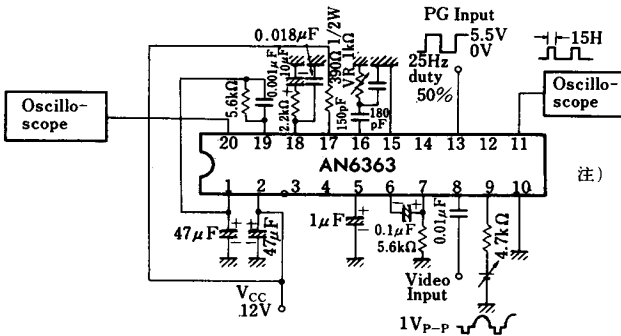 PG Input
5.5V
0V
25Hz
duty
50%
15H
0.018μF
390Ω 1/2W
VR 1kΩ
0.001μF
10μF
5.6kΩ
2.2kΩ
150pF
180
pF
Oscillo-
scope
Oscillo-
scope
20 19 18 17 16 15 14 13 12 11
AN6363
注)
1 2 3 4 5 6 7 8 9 10
47μF
47μF
1μF
0.1μF
5.6kΩ
0.01μF
4.7kΩ
VCC
12V
Video
Input
1VP-P